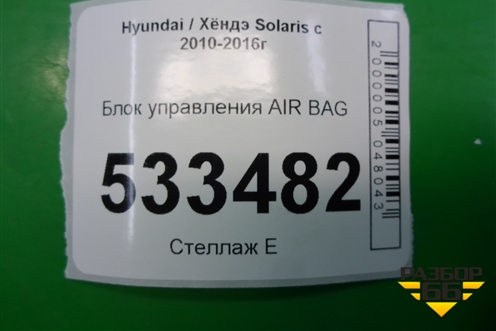 Hyundai / Хёндэ Solaris с
2010-2016г
Блок управления AIR BAG
533482
Стеллаж Е
2000005048043
РАЗБОР
66